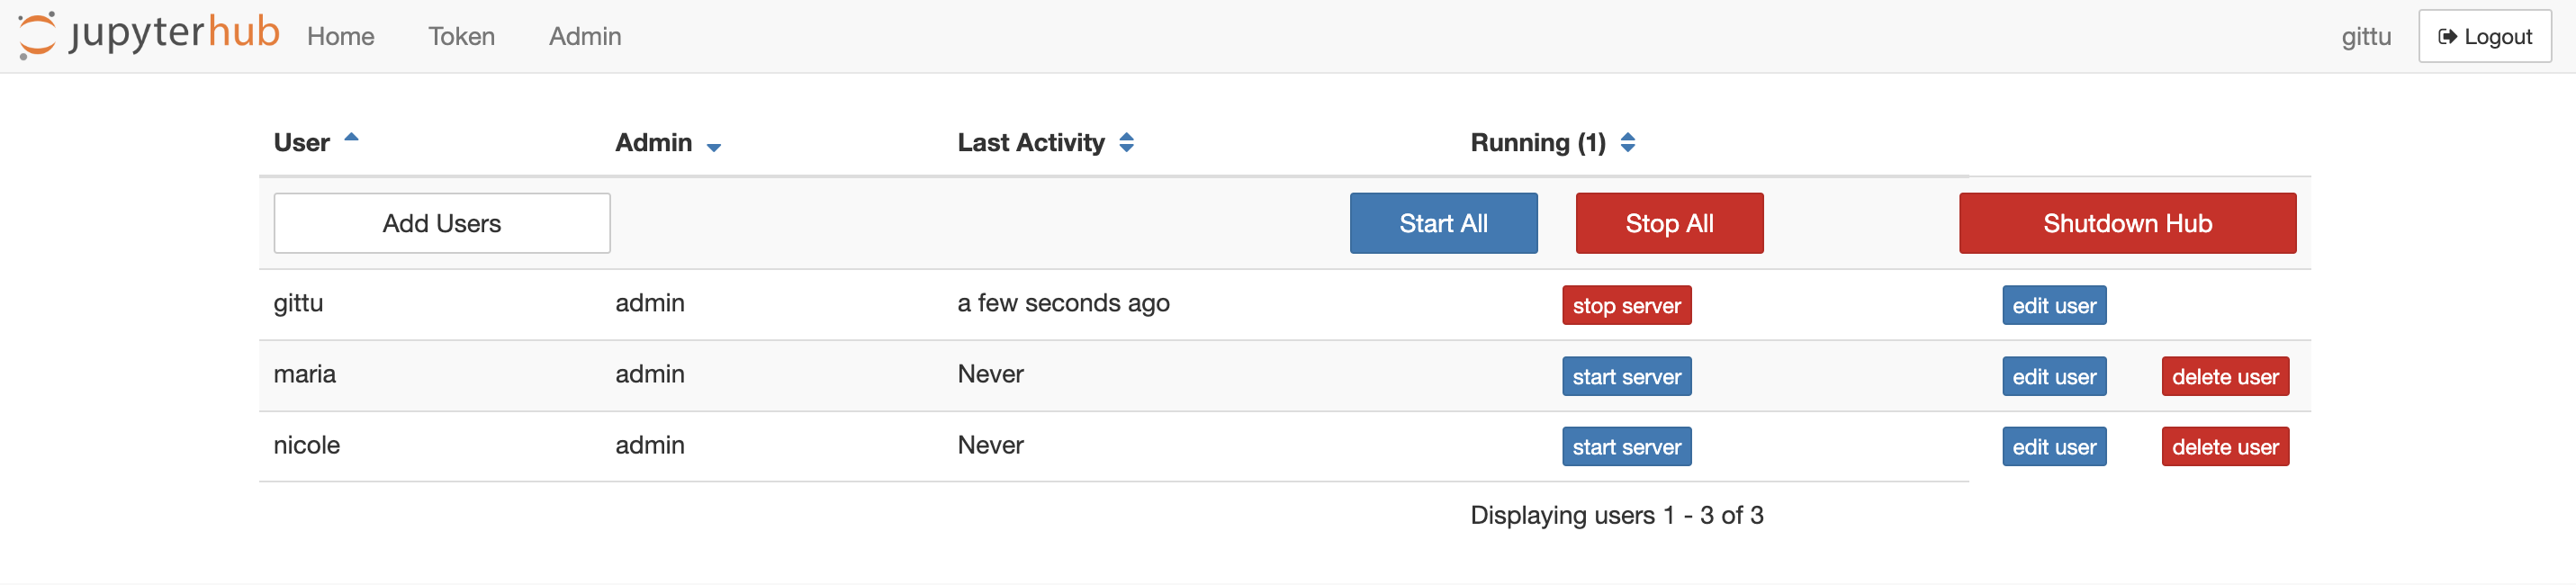 jupyterhub Home Token Admin gittu Logout
User Admin Last Activity Running (1)
Add Users Start All Stop All Shutdown Hub
gittu admin a few seconds ago stop server edit user
maria admin Never start server edit user delete user
nicole admin Never start server edit user delete user
Displaying users 1 - 3 of 3